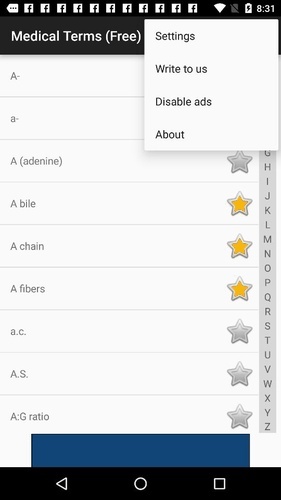 8:31
Medical Terms (Free)
Settings
Write to us
Disable ads
About
A-
a-
A (adenine)
A bile
A chain
A fibers
a.c.
A.S.
A:G ratio
G
H
I
J
K
L
M
N
O
P
Q
R
S
T
U
V
W
X
Y
Z